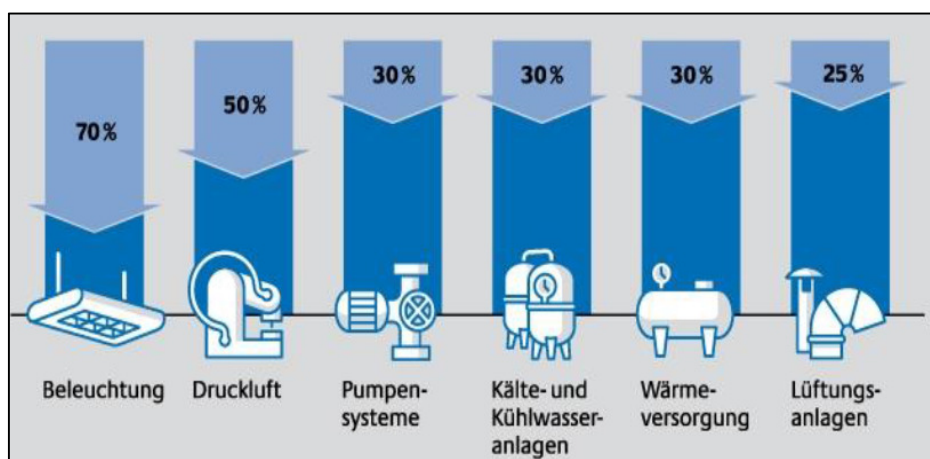 70%
50%
30%
30%
30%
25%
Beleuchtung
Druckluft
Pumpen-
systeme
Kälte- und
Kühlwasser-
anlagen
Wärme-
versorgung
Lüftungs-
anlagen